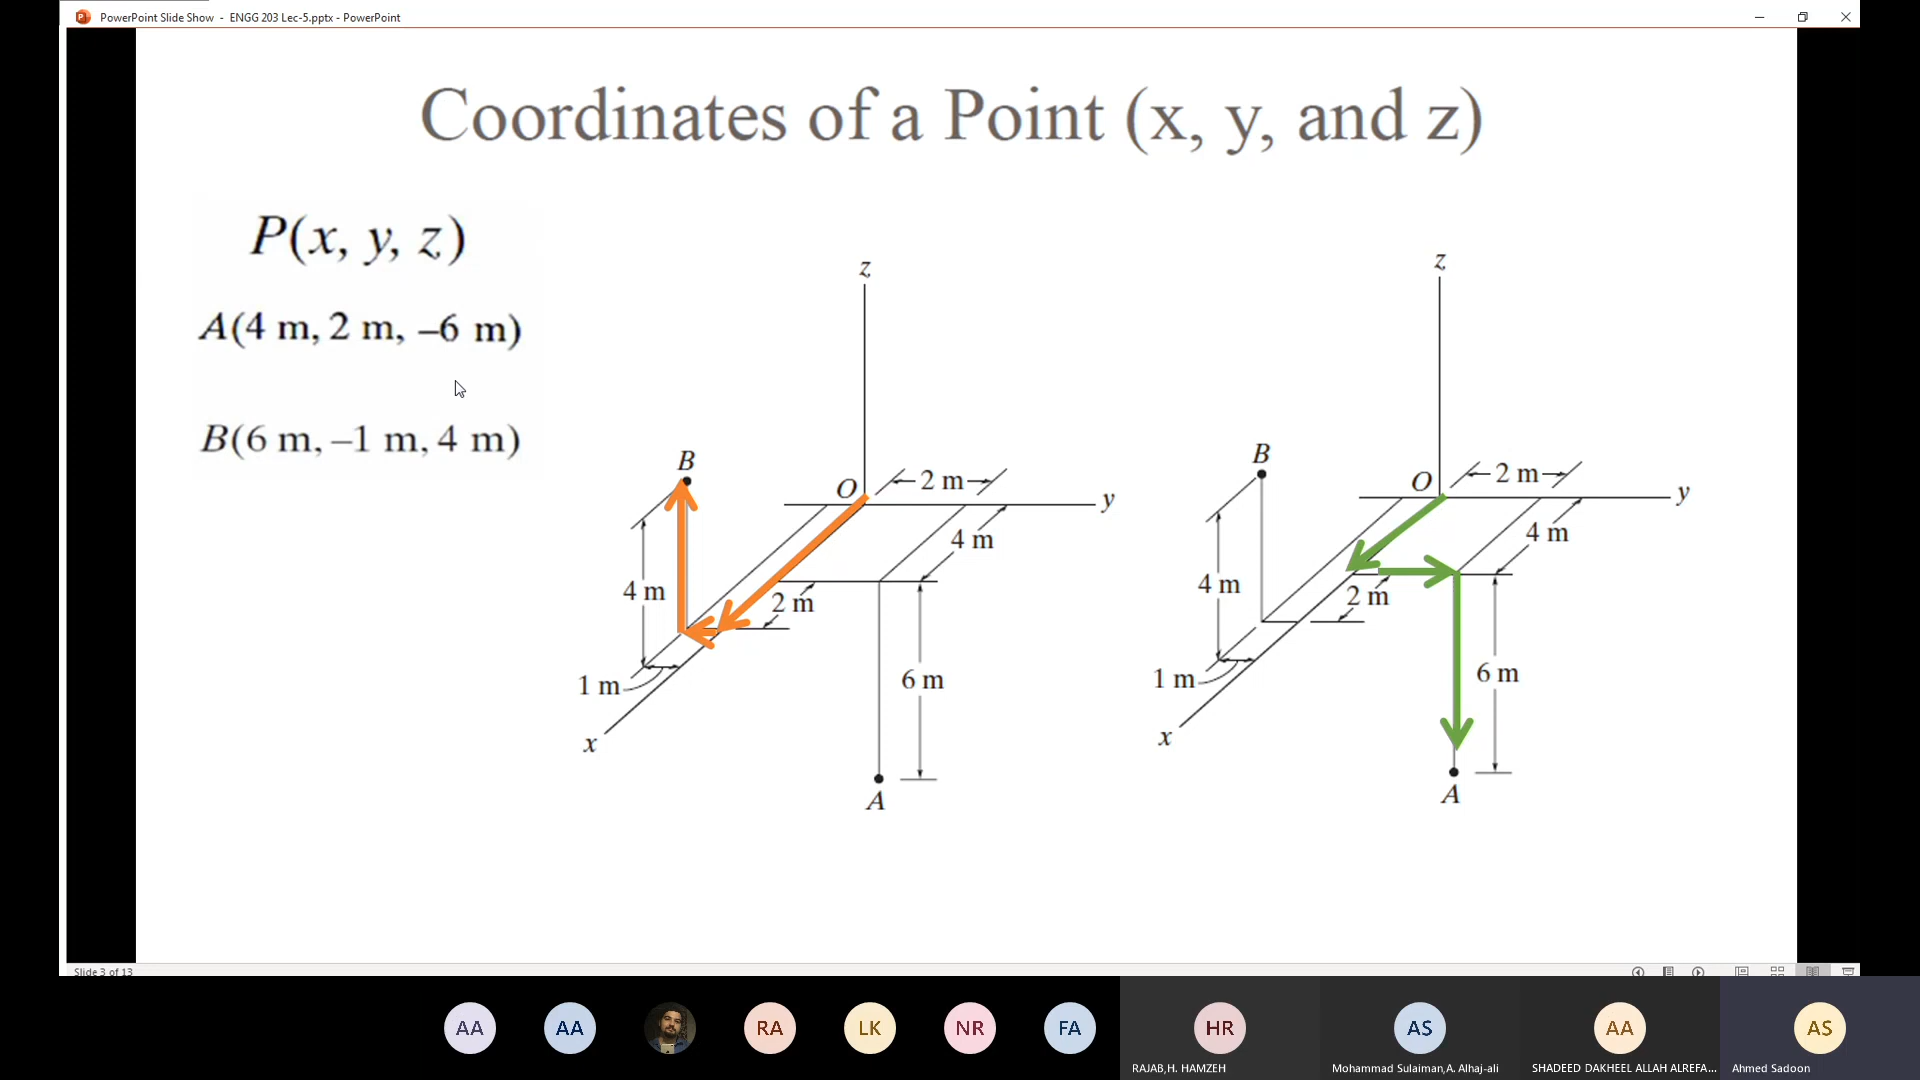 PowerPoint Slide Show - ENGG 203 Lec-5.pptx - PowerPoint
Coordinates of a Point (x, y, and z)
P(x, y, z)
A(4 m, 2 m, –6 m)
B(6 m, –1 m, 4 m)
z
B
O
2 m
y
4 m
4 m
2 m
1 m
6 m
x
A
z
B
O
2 m
y
4 m
4 m
2 m
1 m
6 m
x
A
Slide 3 of 13
AA
AA
RA
LK
NR
FA
HR
AS
AA
AS
RAJAB,H. HAMZEH
Mohammad Sulaiman,A. Alhaj-ali
SHADEED DAKHEEL ALLAH ALREFA...
Ahmed Sadoon